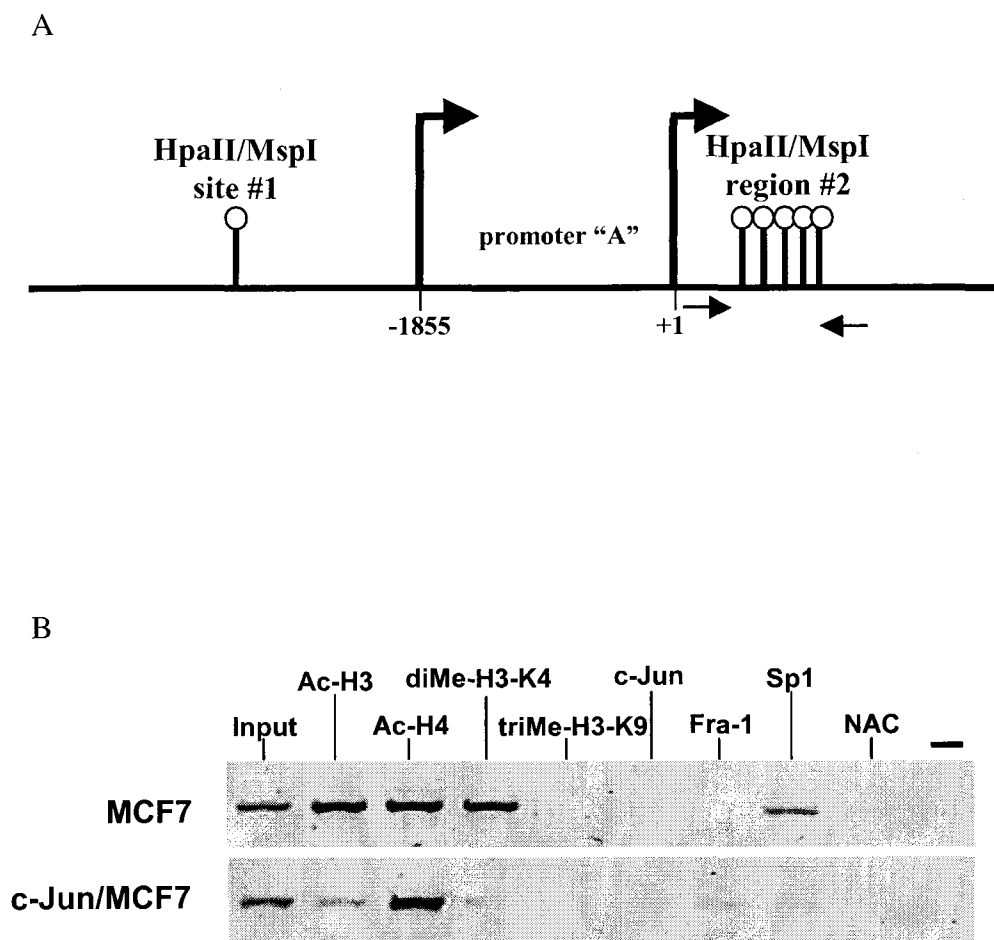 A
HpaII/MspI
site #1
HpaII/MspI
region #2
promoter “A”
-1855
+1
B
Ac-H3
diMe-H3-K4
c-Jun
Sp1
Input
Ac-H4
triMe-H3-K9
Fra-1
NAC
–
MCF7
c-Jun/MCF7